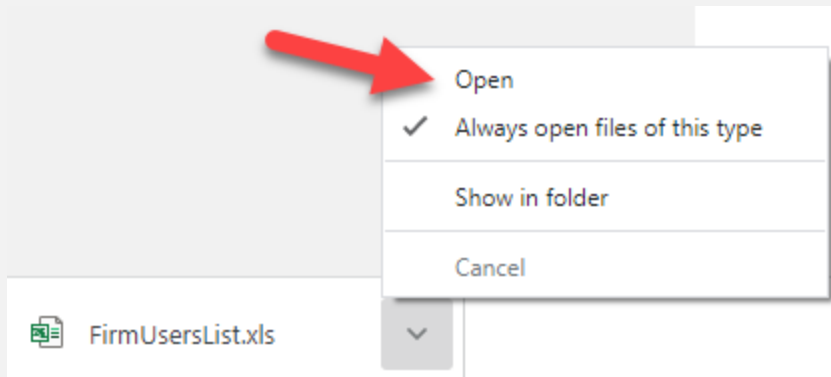 Open
Always open files of this type
Show in folder
Cancel
FirmUsersList.xls